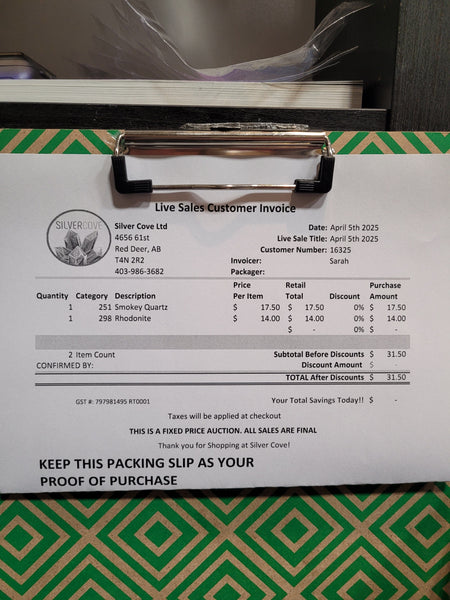 Live Sales Customer Invoice
SILVERCOVE
Silver Cove Ltd
4656 61st
Red Deer, AB
T4N 2R2
403-986-3682
Date: April 5th 2025
Live Sale Title: April 5th 2025
Customer Number: 16325
Invoicer: Sarah
Packager:
Quantity Category Description Price Per Item Retail Total Discount Purchase Amount
1 251 Smokey Quartz $ 17.50 $ 17.50 0% $ 17.50
1 298 Rhodonite $ 14.00 $ 14.00 0% $ 14.00
$ - 0% $ -
2 Item Count Subtotal Before Discounts $ 31.50
CONFIRMED BY: Discount Amount $ -
TOTAL After Discounts $ 31.50
GST #: 797981495 RT0001 Your Total Savings Today!! $ -
Taxes will be applied at checkout
THIS IS A FIXED PRICE AUCTION. ALL SALES ARE FINAL
Thank you for Shopping at Silver Cove!
KEEP THIS PACKING SLIP AS YOUR
PROOF OF PURCHASE